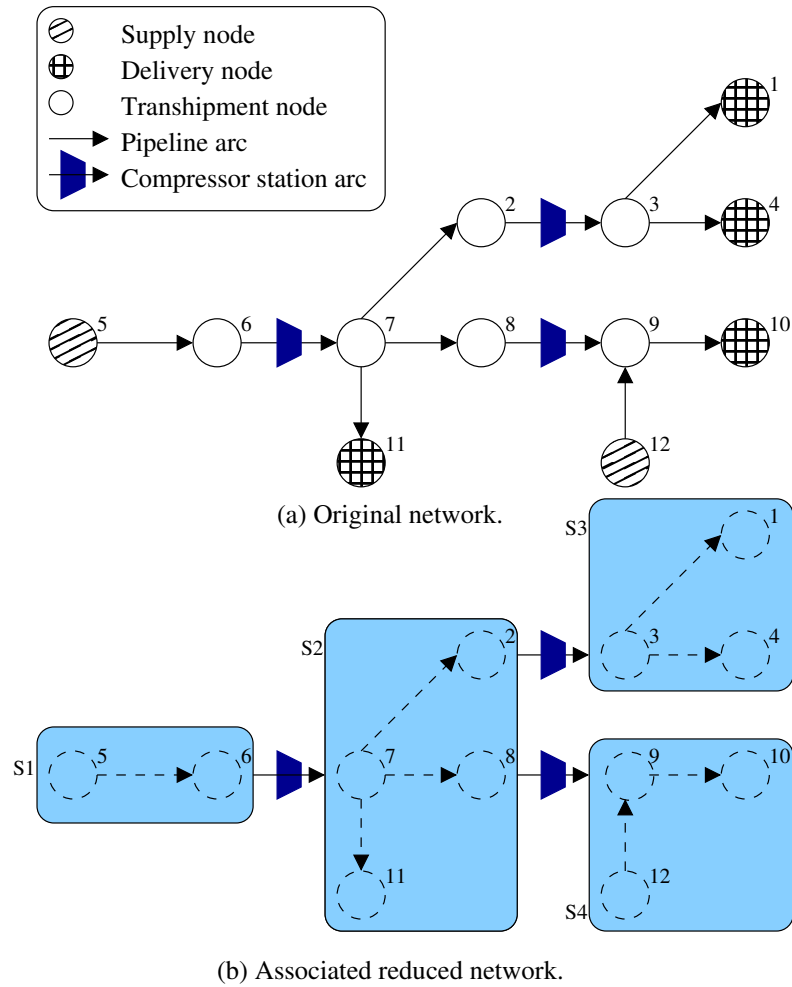 Supply node
Delivery node
Transhipment node
Pipeline arc
Compressor station arc
1
2
3
4
5
6
7
8
9
10
11
12
(a) Original network.
S3
1
S2
2
3
4
S1
5
6
7
8
9
10
11
12
S4
(b) Associated reduced network.